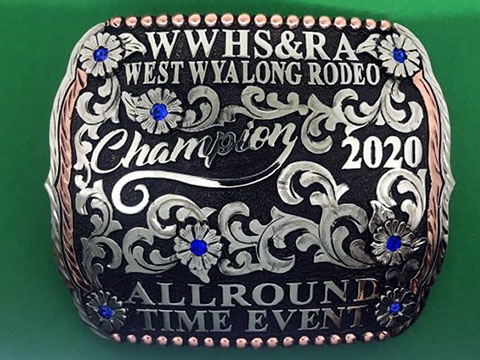 WWHS&RA
WEST WYALONG RODEO
Champion 2020
ALLROUND
TIME EVENT